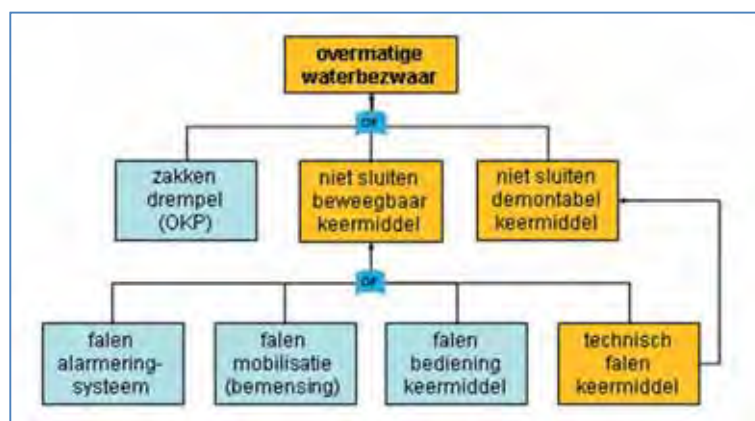 overmatige
waterbezwaar
OF
zakken
drempel
(OKP)
niet sluiten
beweegbaar
keermiddel
niet sluiten
demontabel
keermiddel
OF
falen
alarmering-
systeem
falen
mobilisatie
(bemensing)
falen
bediening
keermiddel
technisch
falen
keermiddel